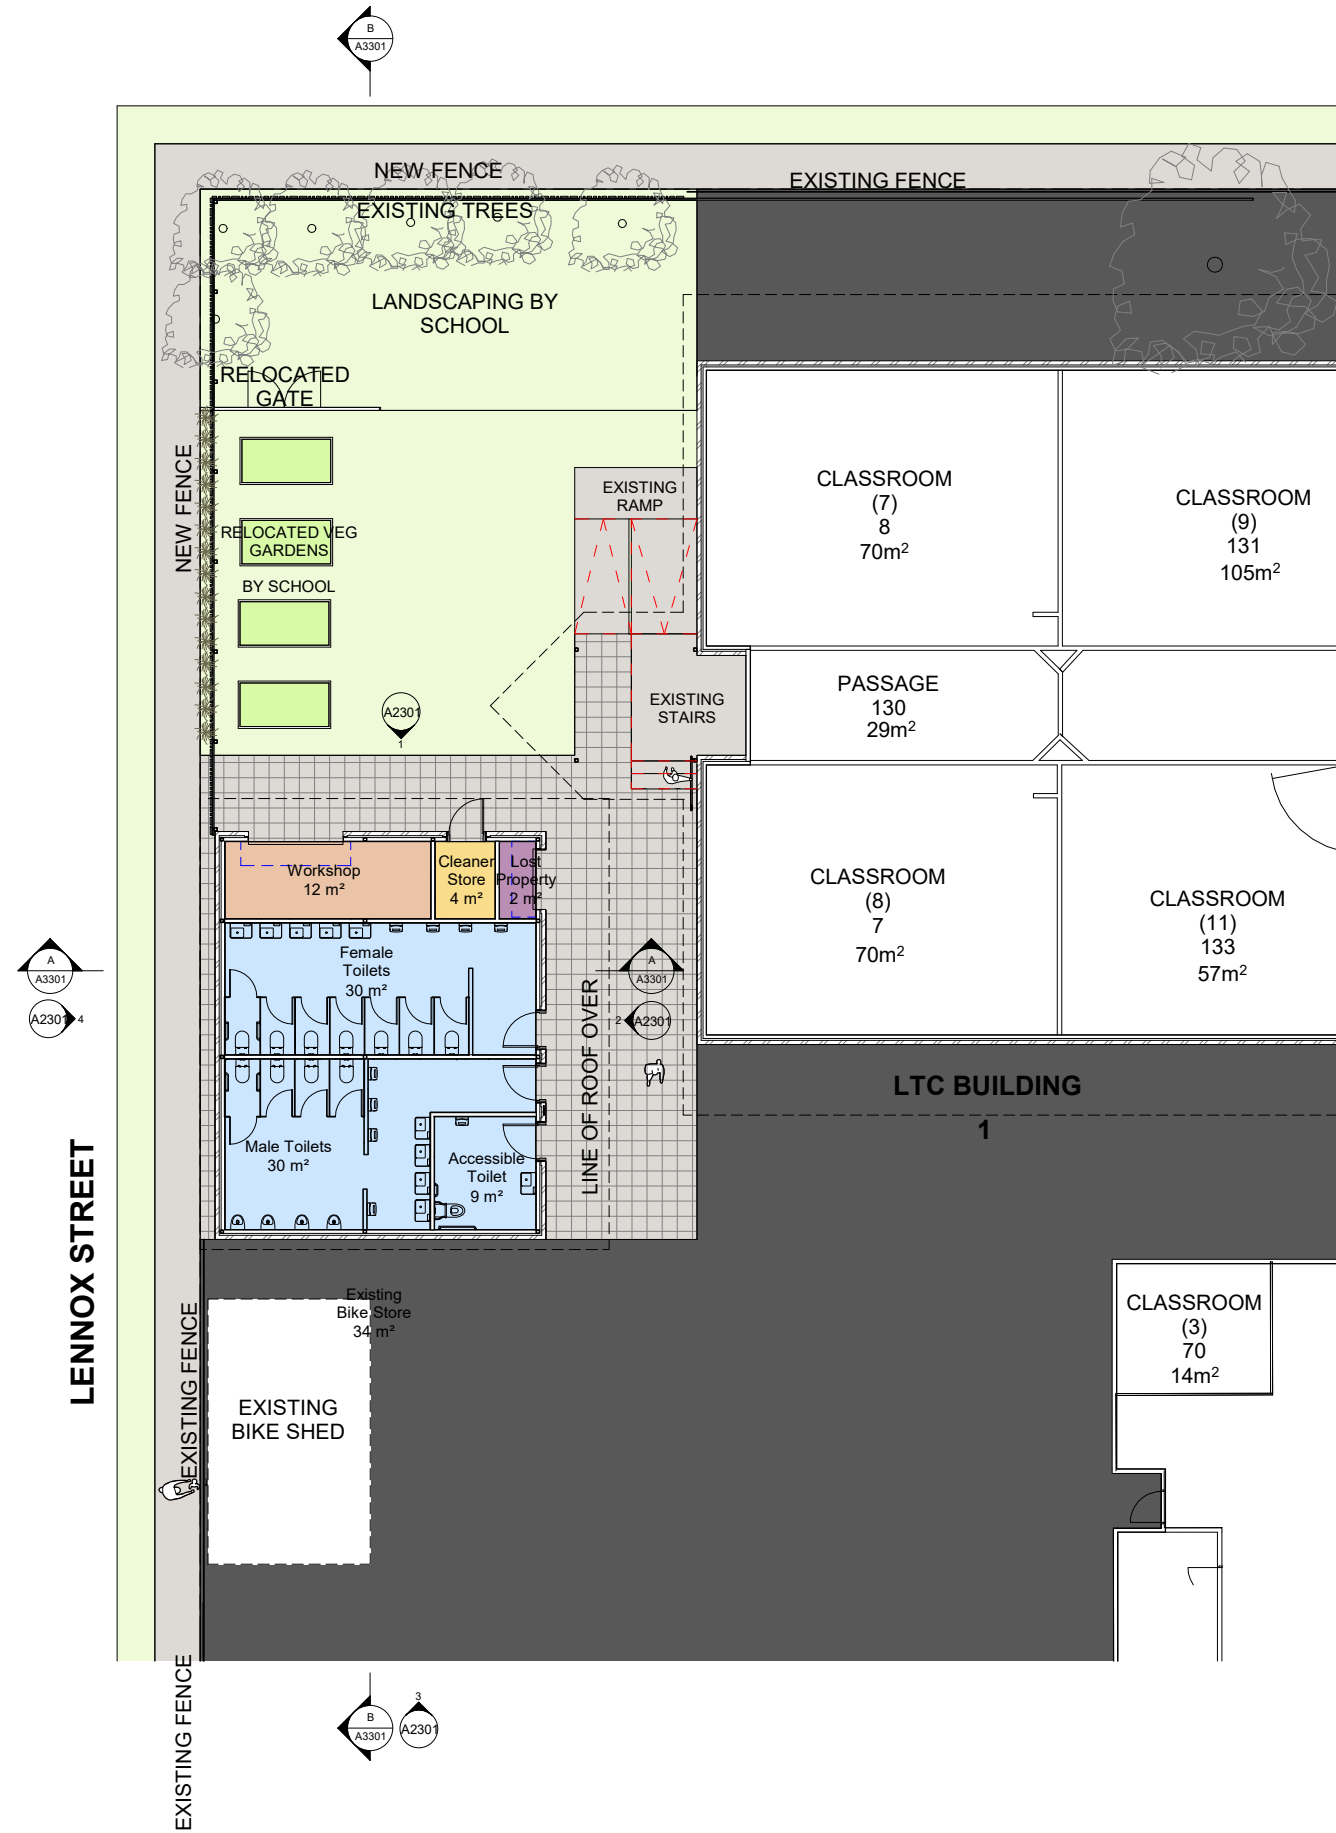 B
A3301
NEW FENCE
EXISTING FENCE
EXISTING TREES
LANDSCAPING BY
SCHOOL
RELOCATED
GATE
NEW FENCE
RELOCATED VEG
GARDENS
BY SCHOOL
EXISTING
RAMP
EXISTING
STAIRS
A2301
1
CLASSROOM
(7)
8
70m²
CLASSROOM
(9)
131
105m²
PASSAGE
130
29m²
CLASSROOM
(8)
7
70m²
CLASSROOM
(11)
133
57m²
Workshop
12 m²
Cleaner
Store
4 m²
Lost
Property
2 m²
Female
Toilets
30 m²
Male Toilets
30 m²
Accessible
Toilet
9 m²
LINE OF ROOF OVER
A
A3301
A2301
4
A
A3301
2
A2301
LTC BUILDING
1
LENNOX STREET
EXISTING FENCE
Existing
Bike Store
34 m²
EXISTING
BIKE SHED
CLASSROOM
(3)
70
14m²
EXISTING FENCE
B
A3301
3
A2301